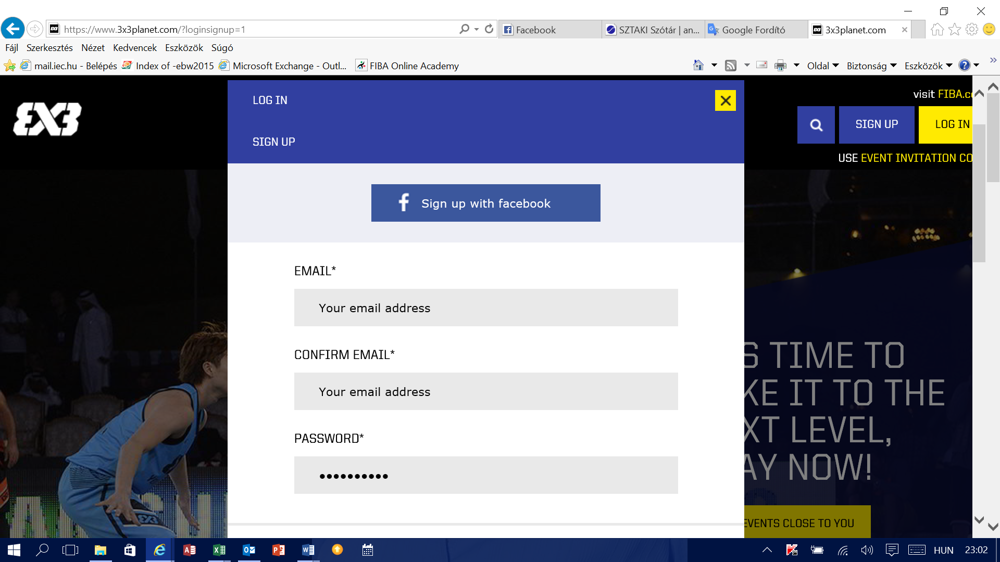 https://www.3x3planet.com/?loginsignup=1
Facebook
SZTAKI Szótár | an...
Google Fordító
3x3planet.com
Fájl Szerkesztés Nézet Kedvencek Eszközök Súgó
mail.iec.hu - Belépés
Index of -ebw2015
Microsoft Exchange - Outl...
FIBA Online Academy
Oldal Biztonság Eszközök
3X3
visit FIBA.c
SIGN UP
LOG IN
USE EVENT INVITATION CO
LOG IN
SIGN UP
Sign up with facebook
EMAIL*
Your email address
CONFIRM EMAIL*
Your email address
PASSWORD*
••••••••••
S TIME TO
KE IT TO THE
XT LEVEL,
AY NOW!
EVENTS CLOSE TO YOU
HUN 23:02